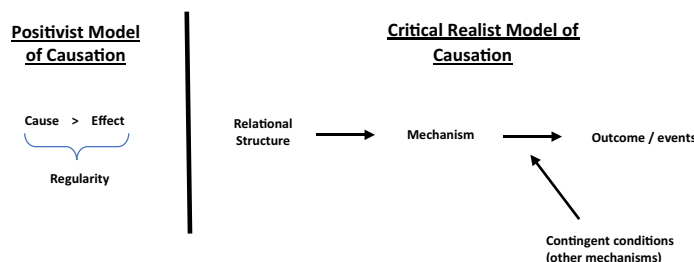 Positivist Model
of Causation
Cause > Effect
Regularity
Critical Realist Model of
Causation
Relational
Structure
Mechanism
Outcome / events
Contingent conditions
(other mechanisms)